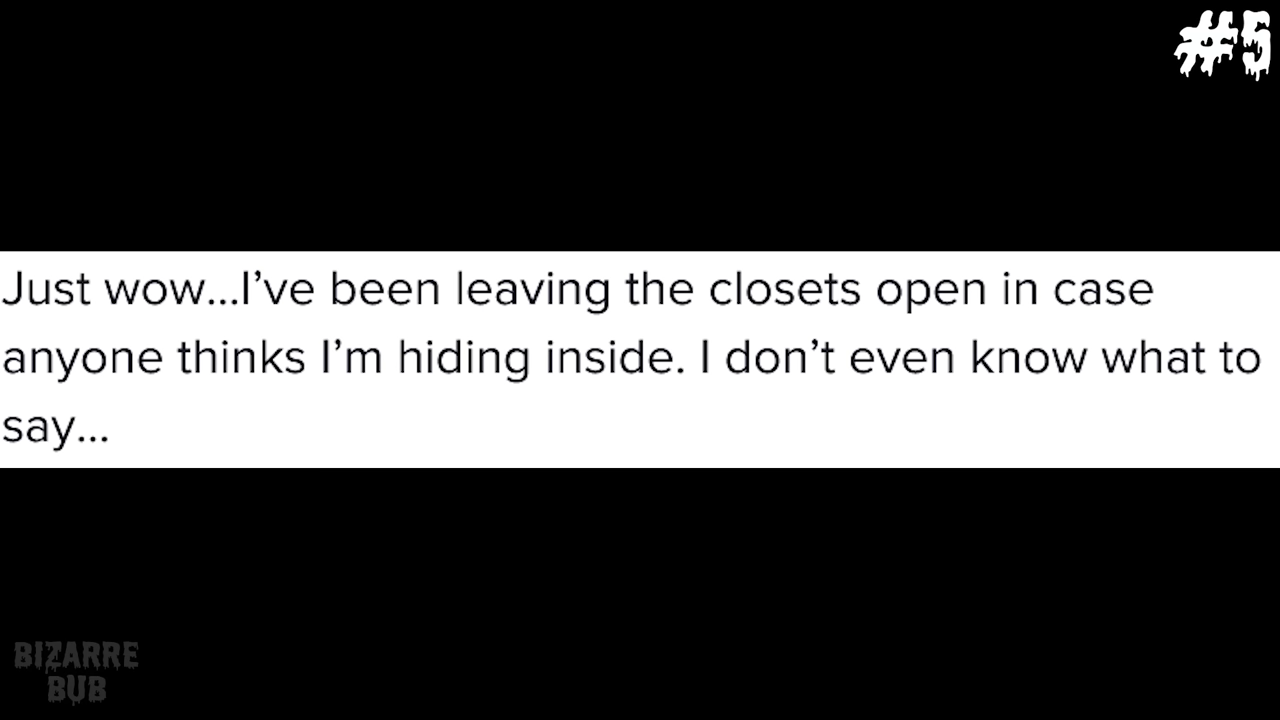 #5
Just wow...I’ve been leaving the closets open in case
anyone thinks I’m hiding inside. I don’t even know what to
say...
BIZARRE
BUB